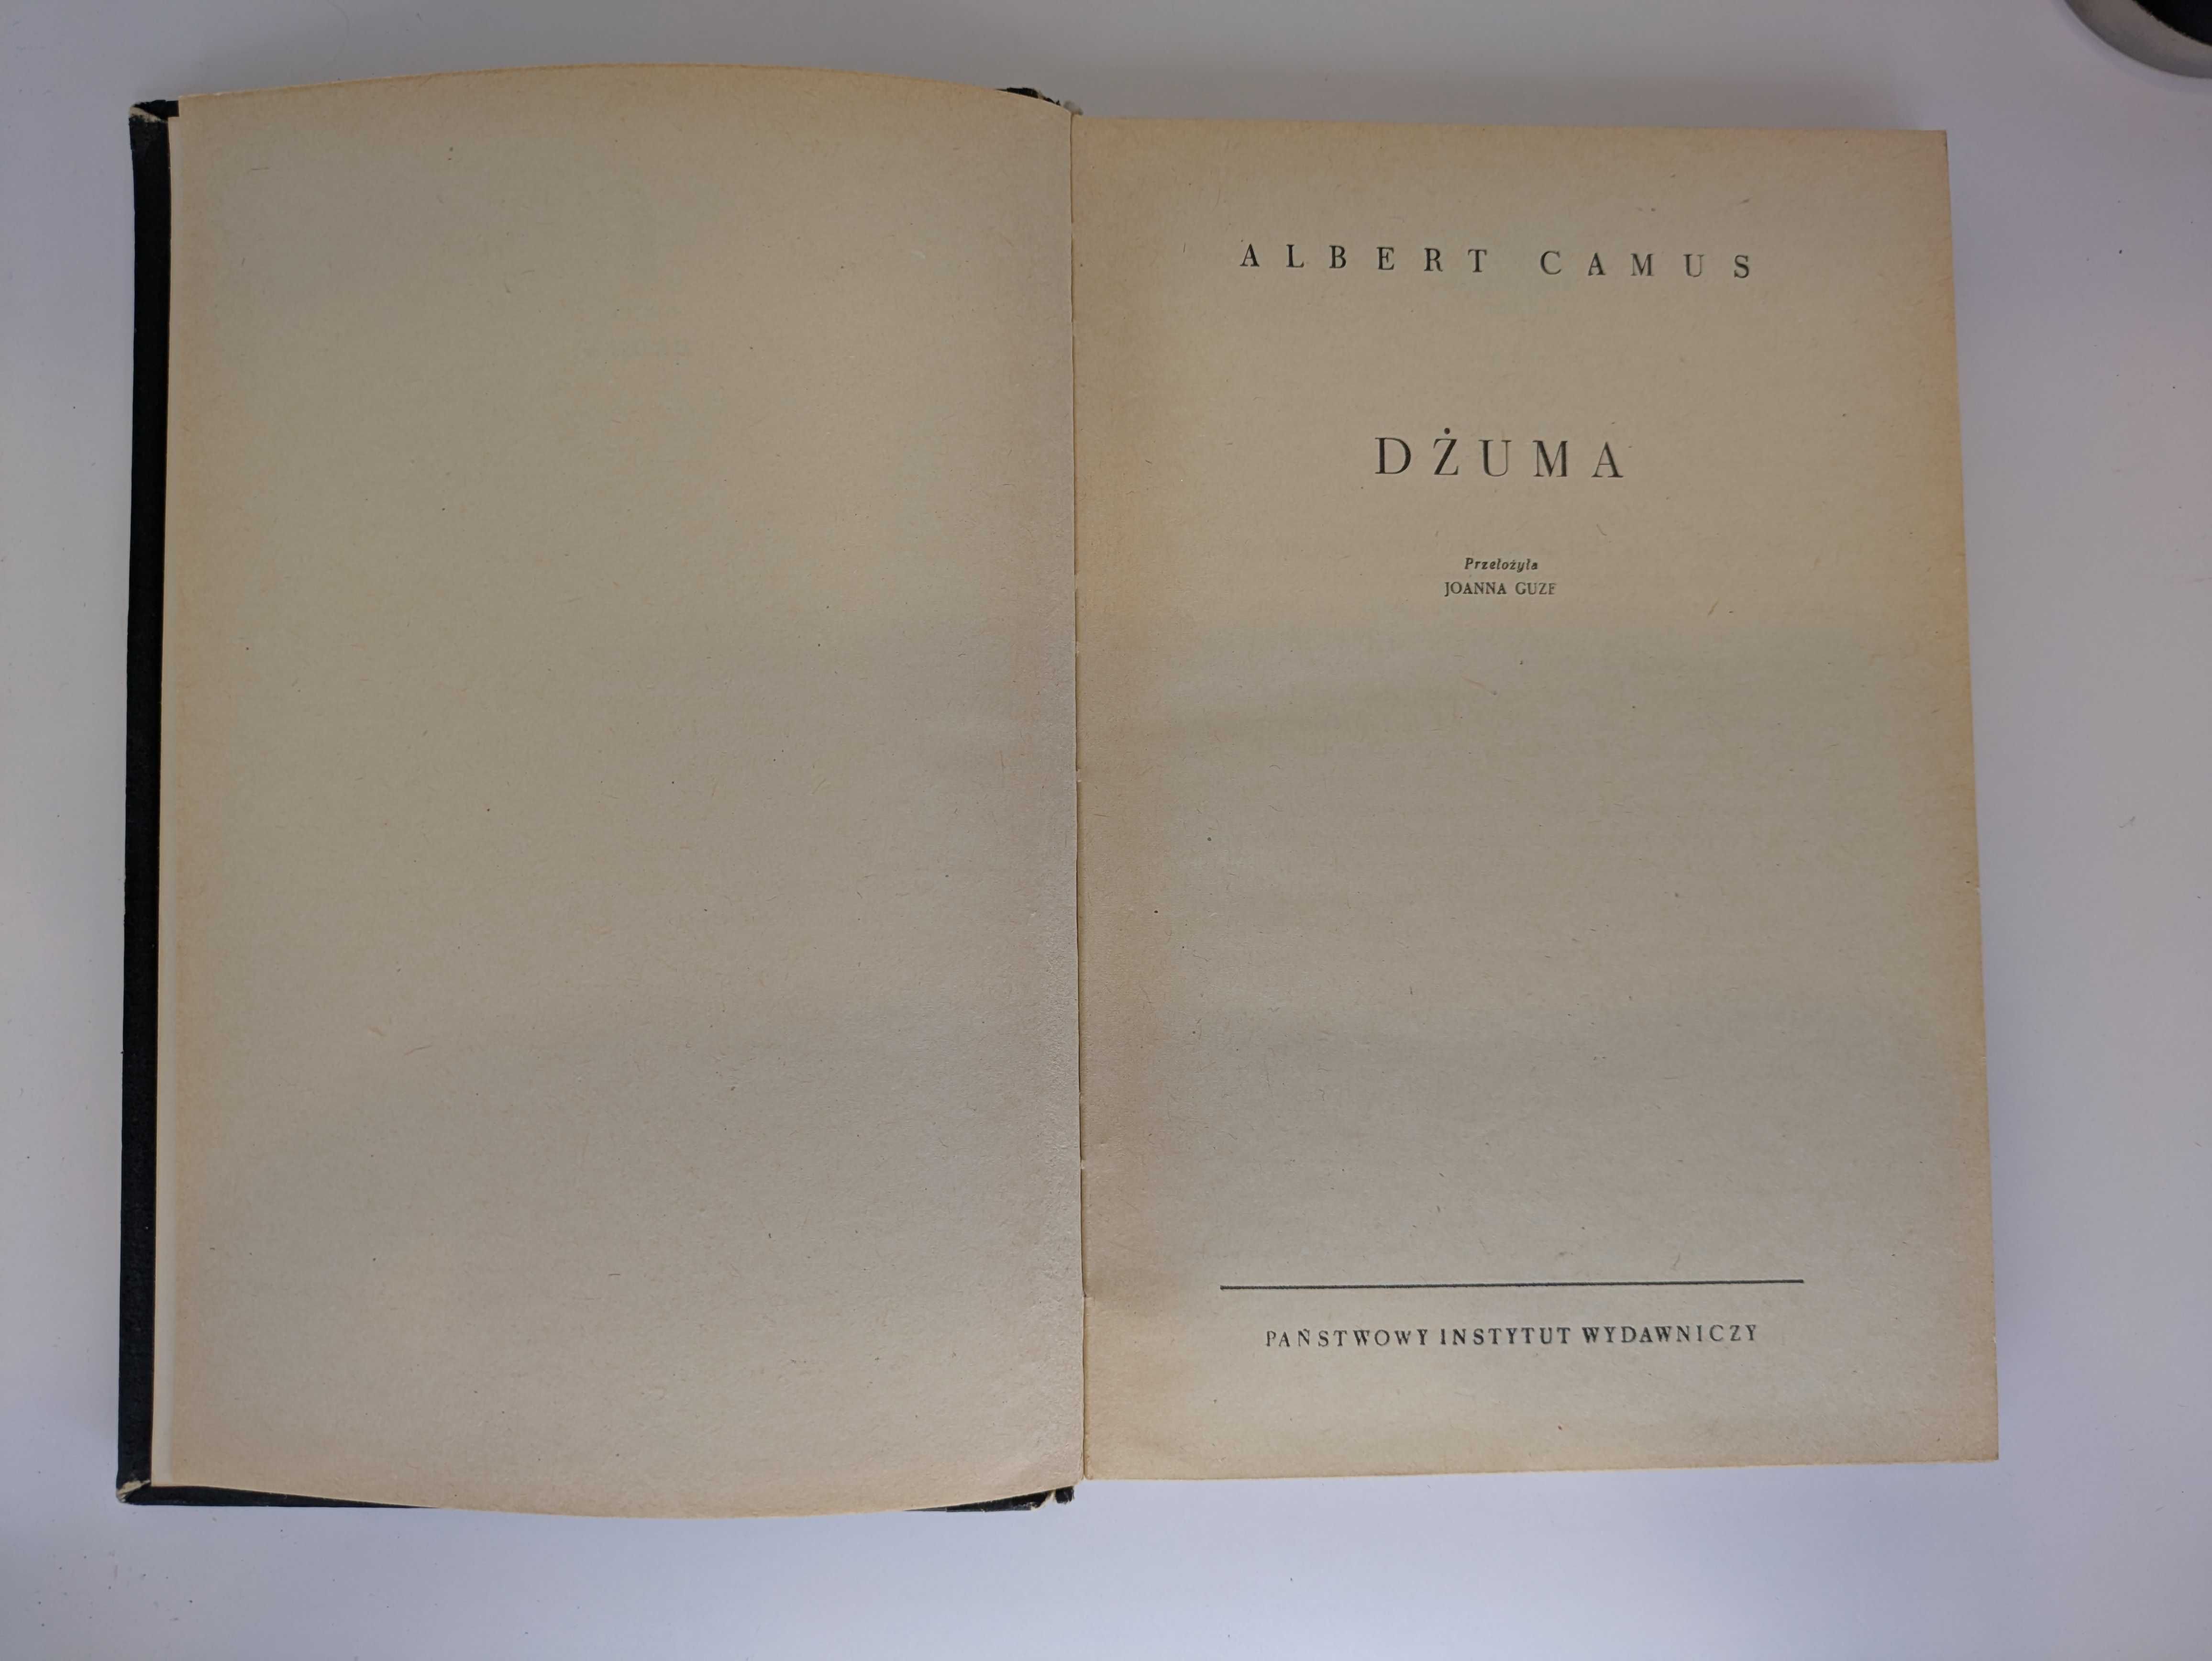 ALBERT CAMUS
DŻUMA
Przełożyła
JOANNA GUZE
PAŃSTWOWY INSTYTUT WYDAWNICZY